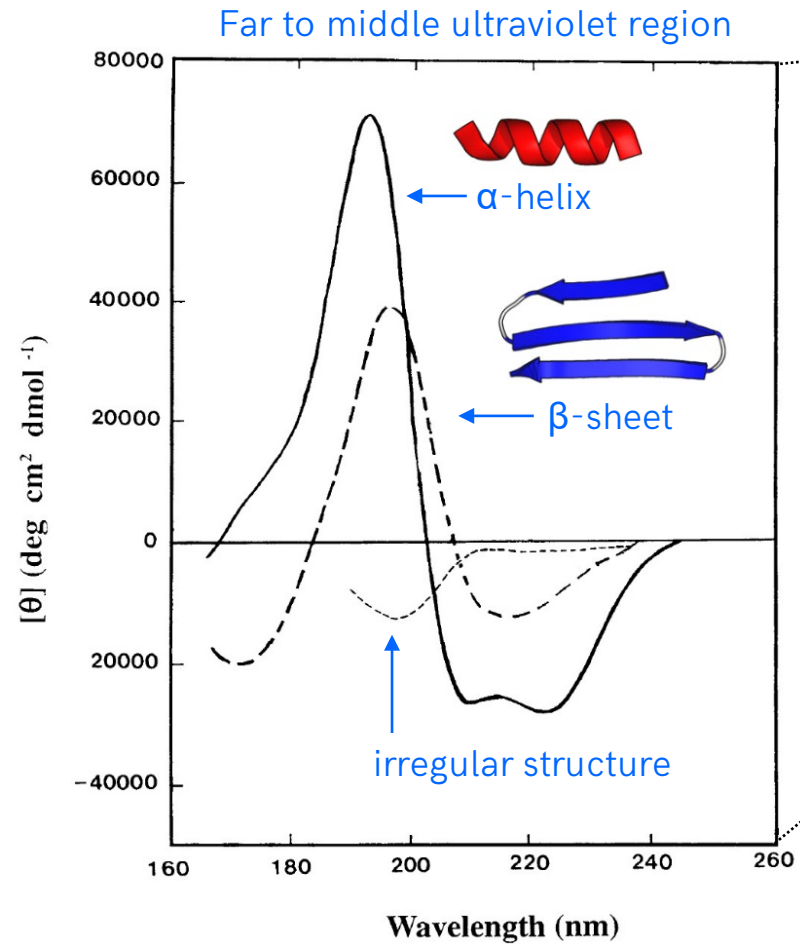 Far to middle ultraviolet region
80000
60000
α-helix
40000
β-sheet
20000
0
20000
irregular structure
−40000
[θ] (deg cm² dmol ⁻¹)
160 180 200 220 240 260
Wavelength (nm)